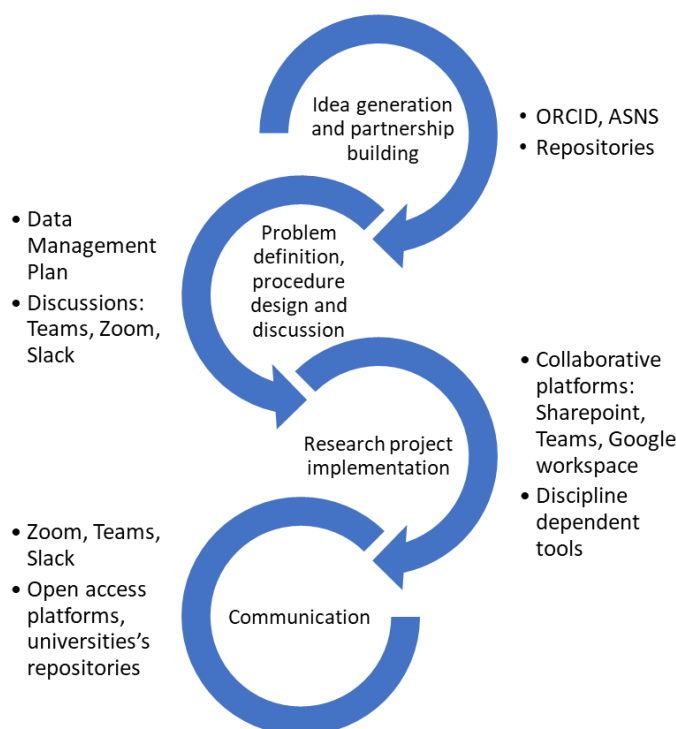 Idea generation
and partnership
building
• ORCID, ASNS
• Repositories
• Data
Management
Plan
• Discussions:
Teams, Zoom,
Slack
Problem
definition,
procedure
design and
discussion
• Collaborative
platforms:
Sharepoint,
Teams, Google
workspace
• Discipline
dependent
tools
Research project
implementation
• Zoom, Teams,
Slack
• Open access
platforms,
universities's
repositories
Communication